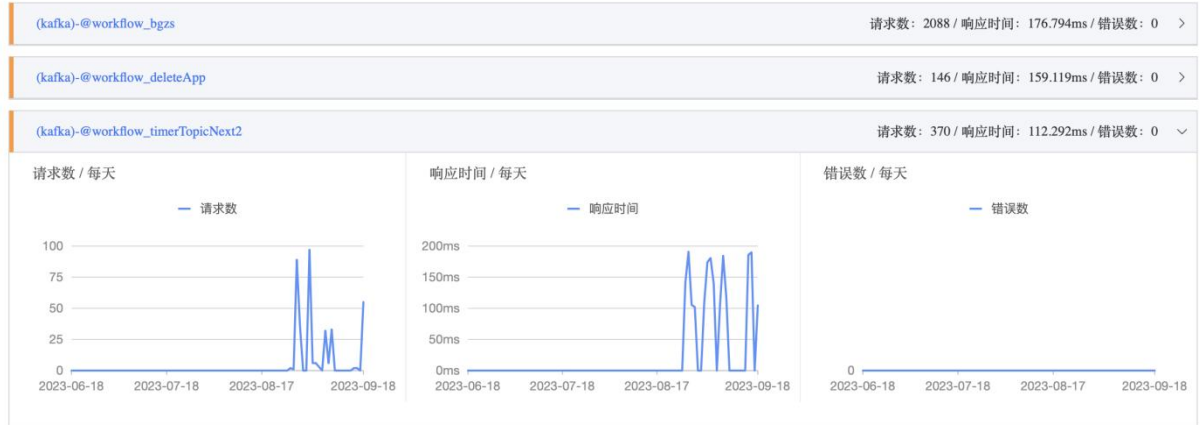 (kafka)-@workflow_bgzs 请求数：2088 / 响应时间：176.794ms / 错误数：0
(kafka)-@workflow_deleteApp 请求数：146 / 响应时间：159.119ms / 错误数：0
(kafka)-@workflow_timerTopicNext2 请求数：370 / 响应时间：112.292ms / 错误数：0
请求数 / 每天
请求数
100
75
50
25
0
2023-06-18 2023-07-18 2023-08-17 2023-09-18
响应时间 / 每天
响应时间
200ms
150ms
100ms
50ms
0ms
2023-06-18 2023-07-18 2023-08-17 2023-09-18
错误数 / 每天
错误数
0
2023-06-18 2023-07-18 2023-08-17 2023-09-18